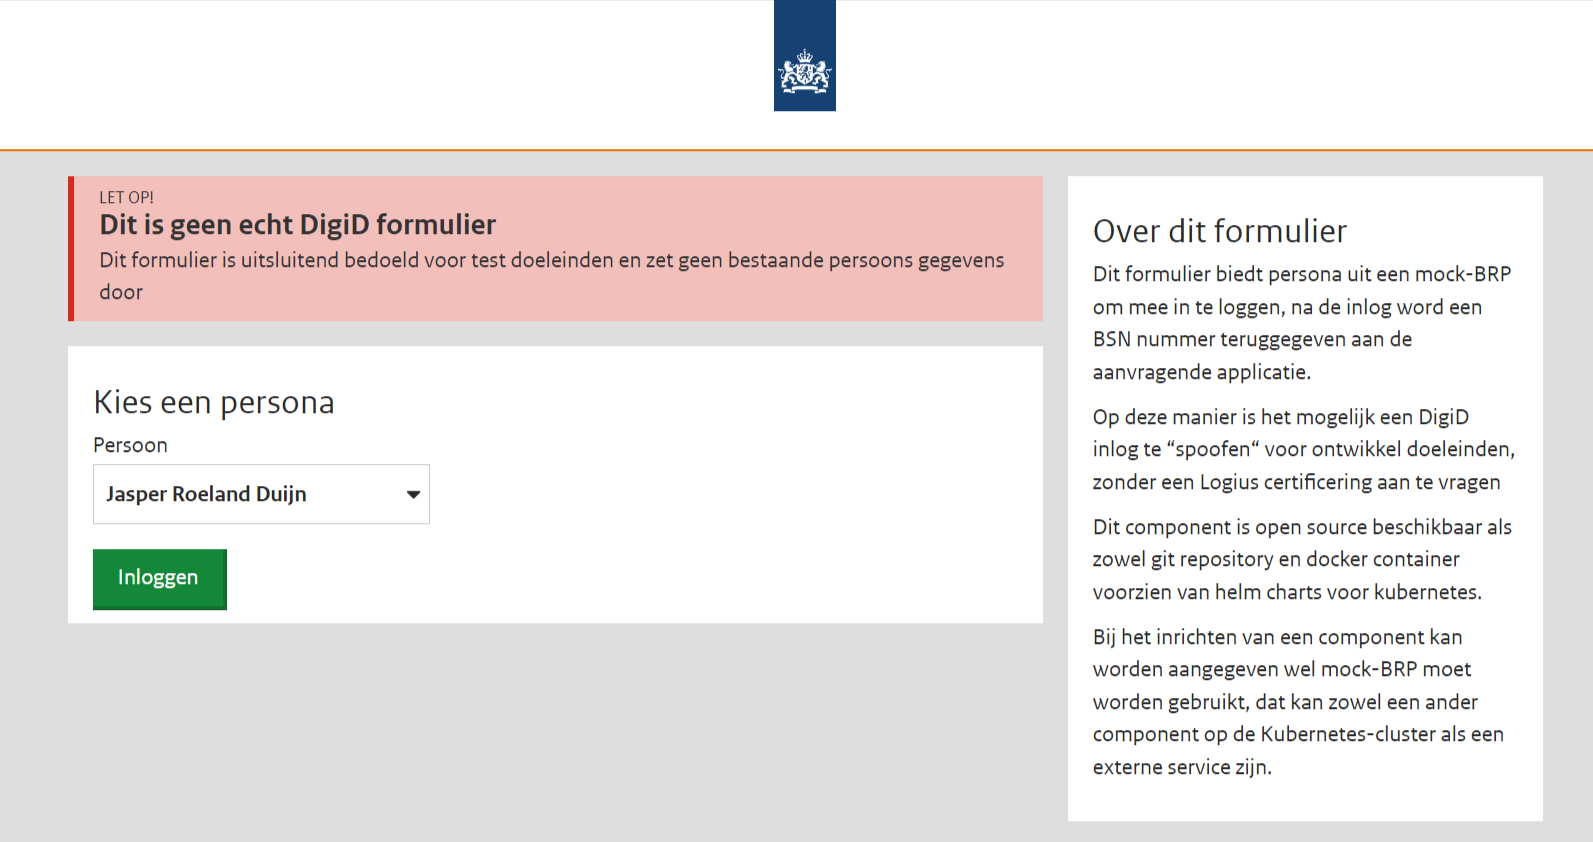 LET OP!
Dit is geen echt DigiD formulier
Dit formulier is uitsluitend bedoeld voor test doeleinden en zet geen bestaande persoons gegevens
door
Kies een persona
Persoon
Jasper Roeland Duijn
Inloggen
Over dit formulier
Dit formulier biedt persona uit een mock-BRP
om mee in te loggen, na de inlog word een
BSN nummer teruggegeven aan de
aanvragende applicatie.
Op deze manier is het mogelijk een DigiD
inlog te “spoofen“ voor ontwikkel doeleinden,
zonder een Logius certificering aan te vragen
Dit component is open source beschikbaar als
zowel git repository en docker container
voorzien van helm charts voor kubernetes.
Bij het inrichten van een component kan
worden aangegeven wel mock-BRP moet
worden gebruikt, dat kan zowel een ander
component op de Kubernetes-cluster als een
externe service zijn.